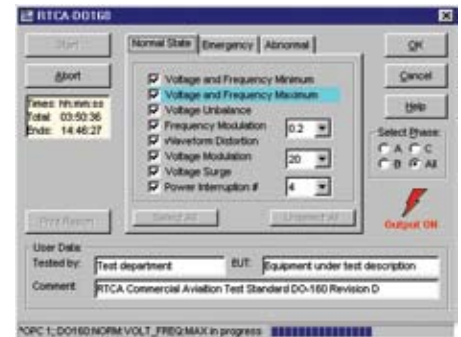 RTCA-DO160
Start
Normal State Emergency Abnormal
OK
Abort
Cancel
Voltage and Frequency Minimum
Voltage and Frequency Maximum
Help
Times: hh:mm:ss
Total: 03:50:36
Ends: 14:46:27
Voltage Unbalance
Frequency Modulation 0.2
Waveform Distortion
Voltage Modulation 20
Voltage Surge
Power Interruption # 4
Select Phase:
A C
B All
Print Report
Select All Unselect All
Output ON
User Data:
Tested by: Test department EUT: Equipment under test description
Comment RTCA Commercial Aviation Test Standard DO-160 Revision D
*OPC 1;:DO160:NORM:VOLT_FREQ:MAX in progress